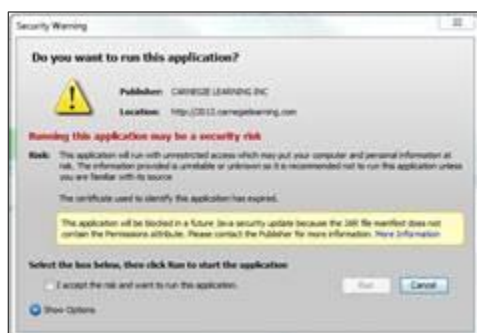 Security Warning
Do you want to run this application?
Publisher: CARNEGIE LEARNING INC
Location: http://2012.carnegielearning.com
Running this application may be a security risk
Risk: This application will run with unrestricted access which may put your computer and personal information at
risk. The information provided is unreliable or unknown so it is recommended not to run this application unless
you are familiar with its source
The certificate used to identify this application has expired.
This application will be blocked in a future Java security update because the JAR file manifest does not
contain the Permissions attribute. Please contact the Publisher for more information. More Information
Select the box below, then click Run to start the application
I accept the risk and want to run this application.
Run Cancel
Show Options